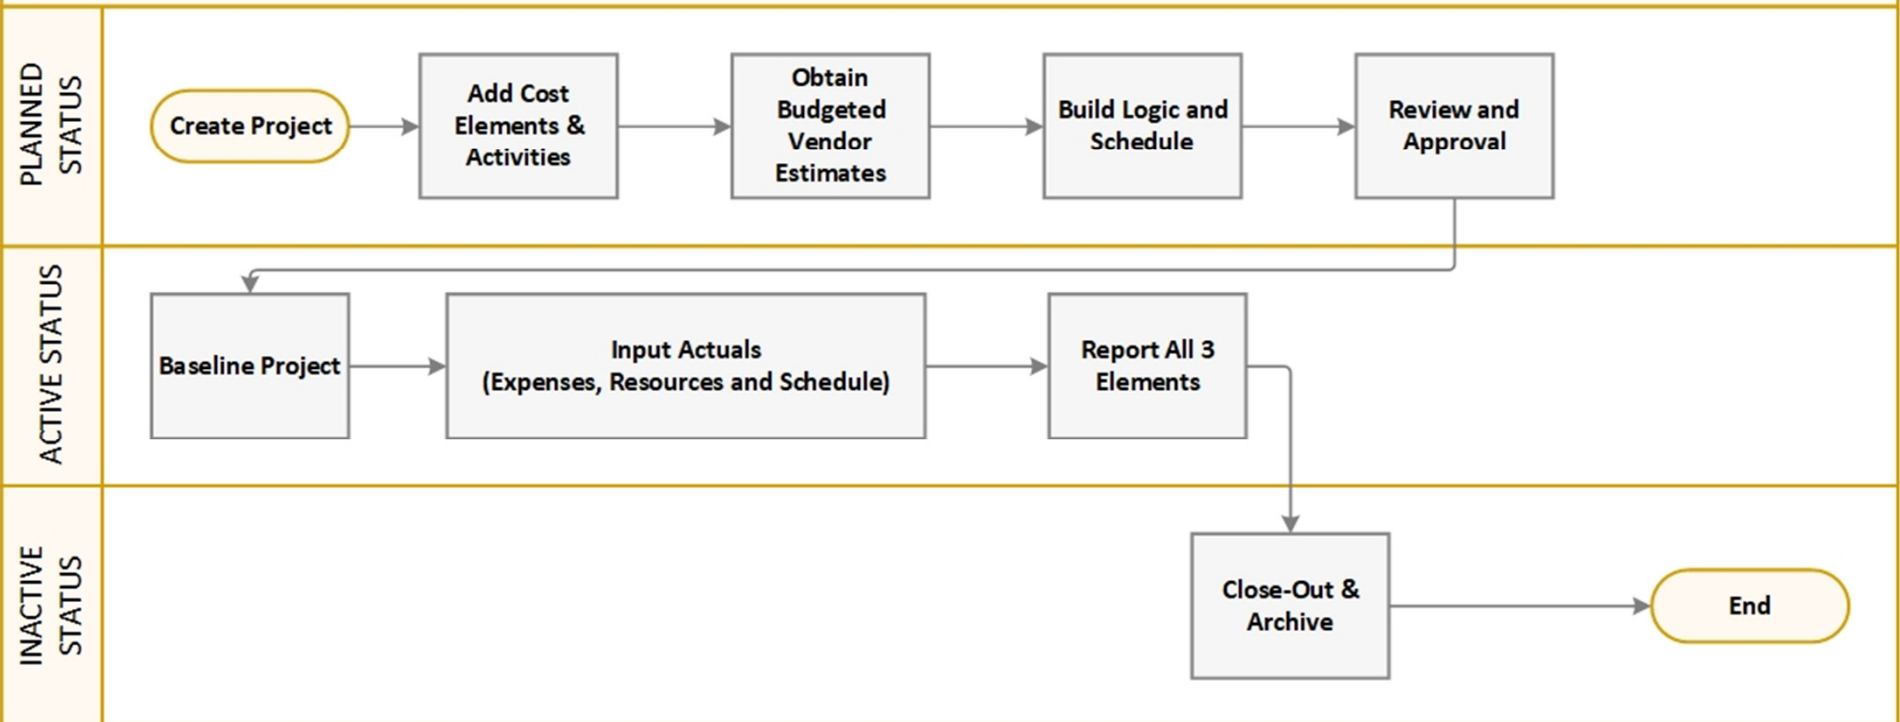 PLANNED
STATUS
Create Project
Add Cost
Elements &
Activities
Obtain
Budgeted
Vendor
Estimates
Build Logic and
Schedule
Review and
Approval
ACTIVE STATUS
Baseline Project
Input Actuals
(Expenses, Resources and Schedule)
Report All 3
Elements
INACTIVE
STATUS
Close-Out &
Archive
End